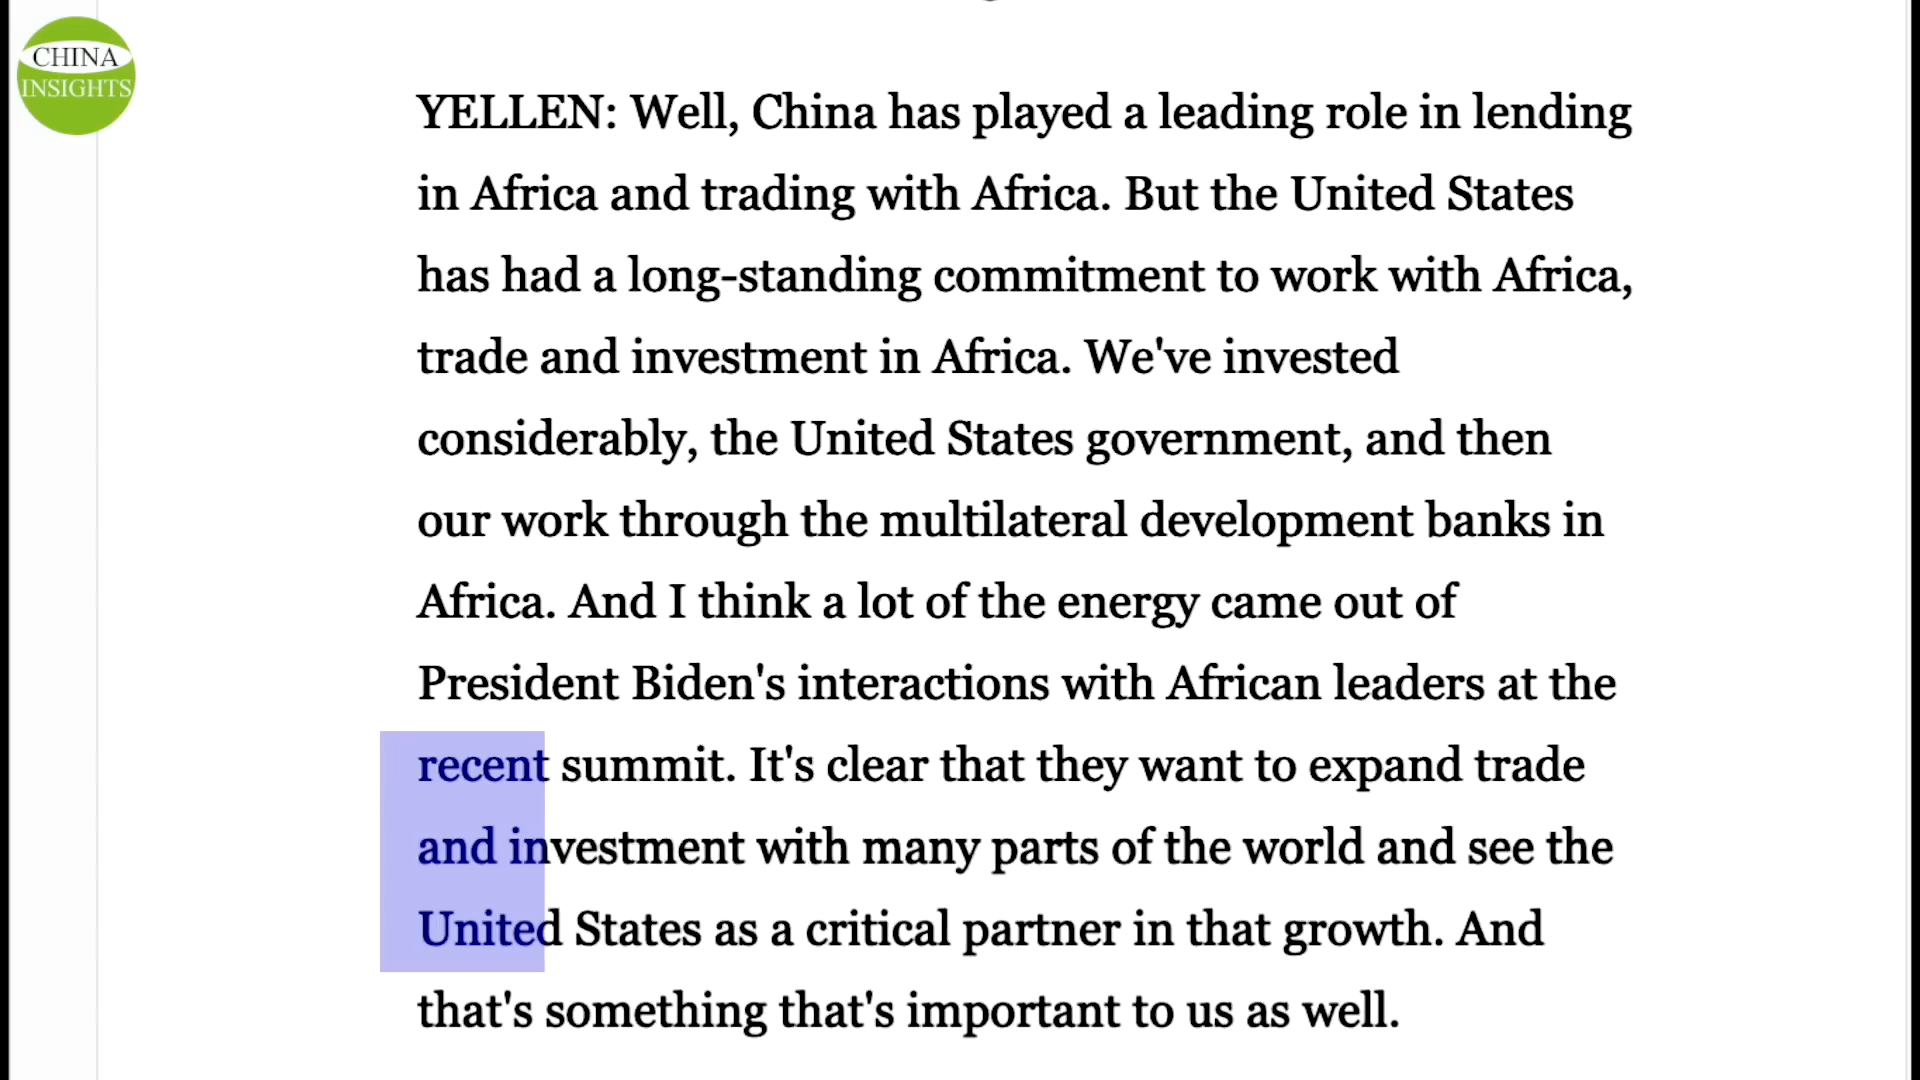 CHINA
INSIGHTS
YELLEN: Well, China has played a leading role in lending
in Africa and trading with Africa. But the United States
has had a long-standing commitment to work with Africa,
trade and investment in Africa. We've invested
considerably, the United States government, and then
our work through the multilateral development banks in
Africa. And I think a lot of the energy came out of
President Biden's interactions with African leaders at the
recent summit. It's clear that they want to expand trade
and investment with many parts of the world and see the
United States as a critical partner in that growth. And
that's something that's important to us as well.